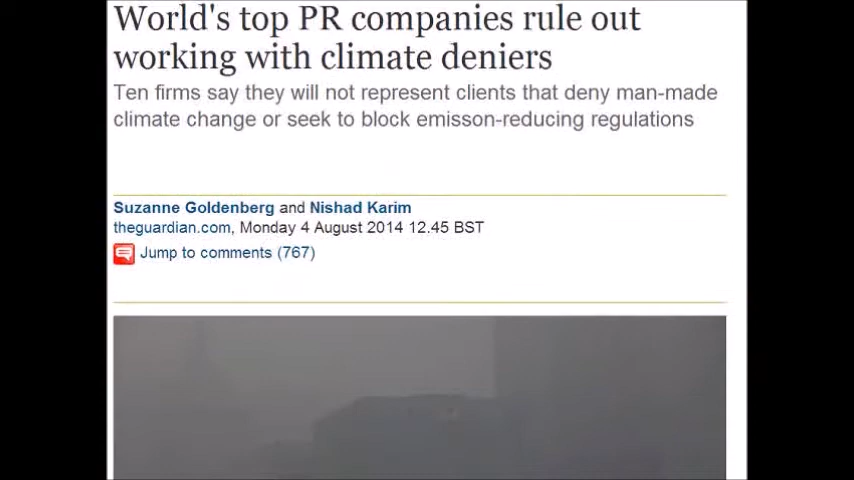 World's top PR companies rule out
working with climate deniers
Ten firms say they will not represent clients that deny man-made
climate change or seek to block emisson-reducing regulations
Suzanne Goldenberg and Nishad Karim
theguardian.com, Monday 4 August 2014 12.45 BST
Jump to comments (767)